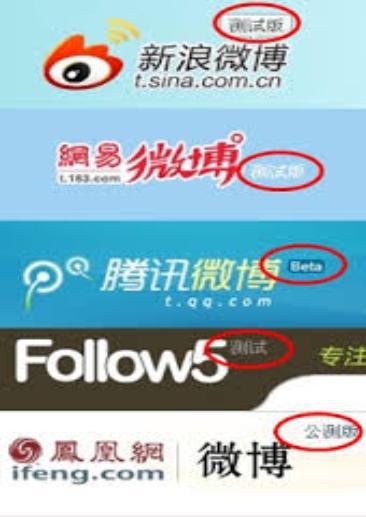 测试版
新浪微博
t.sina.com.cn
網易 微博 测试版
t.163.com
腾讯微博 Beta
t.qq.com
Follow5 测试
专注
公测版
鳳凰網 微博
ifeng.com